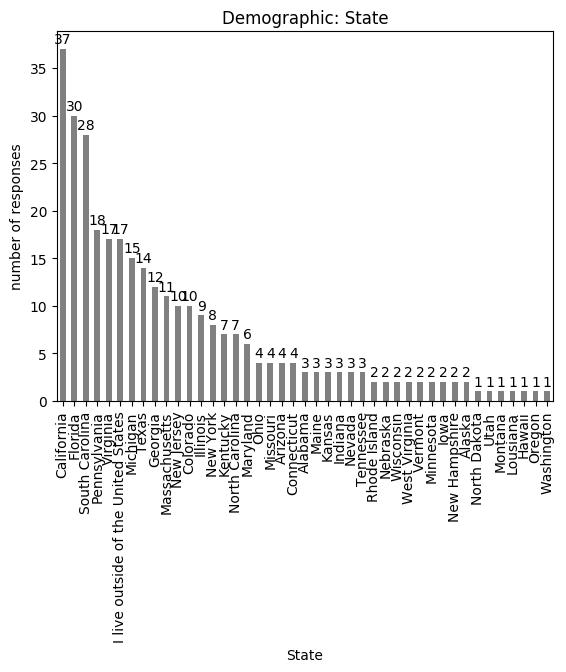 Demographic: State
number of responses
35
30
25
20
15
10
5
0
37
30
28
18
17
17
15
14
12
11
10
10
9
8
7
7
6
4
4
4
4
3
3
3
3
3
3
2
2
2
2
2
2
2
2
2
1
1
1
1
1
1
1
California
Florida
South Carolina
Pennsylvania
Virginia
I live outside of the United States
Michigan
Texas
Georgia
Massachusetts
New Jersey
Colorado
Illinois
New York
Kentucky
North Carolina
Maryland
Ohio
Missouri
Arizona
Connecticut
Alabama
Maine
Kansas
Indiana
Nevada
Tennessee
Rhode Island
Nebraska
Wisconsin
West Virginia
Vermont
Minnesota
Iowa
New Hampshire
Alaska
North Dakota
Utah
Montana
Lousiana
Hawaii
Oregon
Washington
State